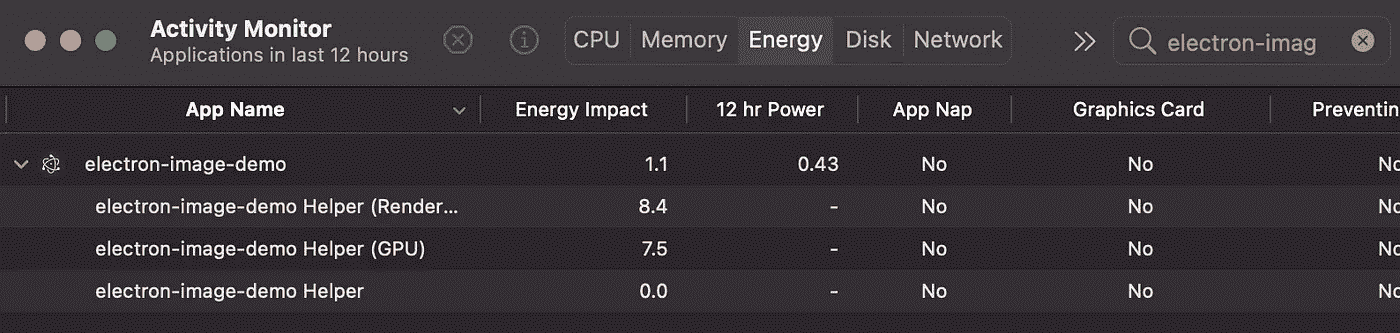 Activity Monitor
Applications in last 12 hours
CPU Memory Energy Disk Network
electron-imag
App Name Energy Impact 12 hr Power App Nap Graphics Card Preventin
electron-image-demo 1.1 0.43 No No No
electron-image-demo Helper (Render... 8.4 - No No No
electron-image-demo Helper (GPU) 7.5 - No No No
electron-image-demo Helper 0.0 - No No No